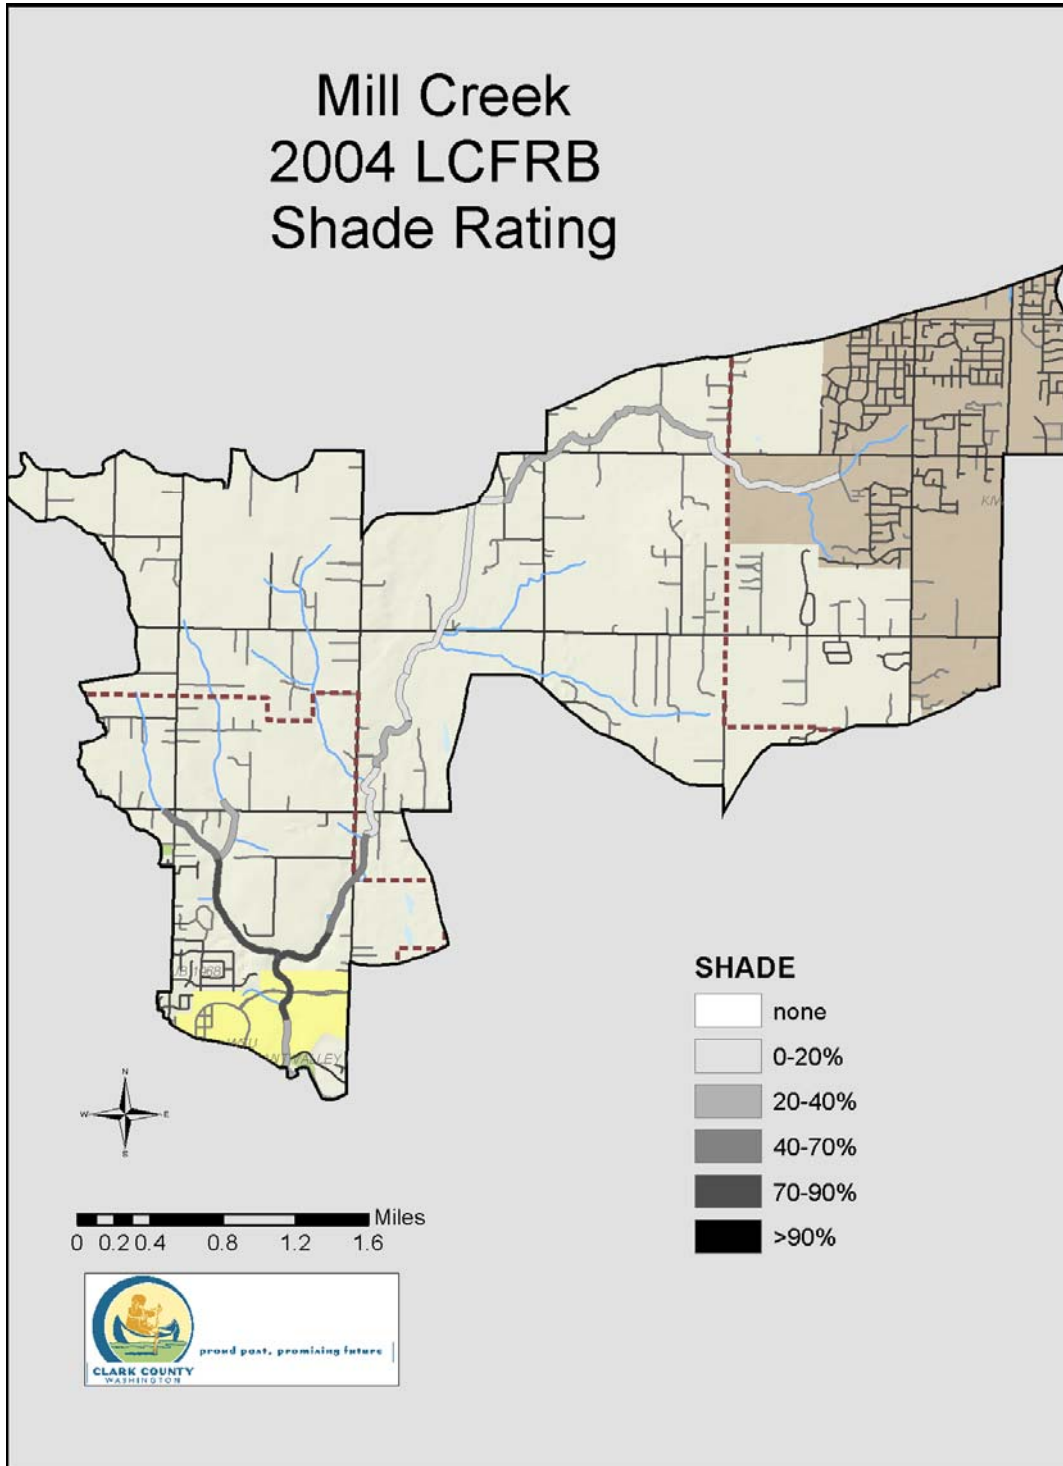 Mill Creek
2004 LCFRB
Shade Rating
SHADE
none
0-20%
20-40%
40-70%
70-90%
>90%
N
W E
S
Miles
0 0.2 0.4 0.8 1.2 1.6
proud past, promising future
CLARK COUNTY
WASHINGTON
WSU